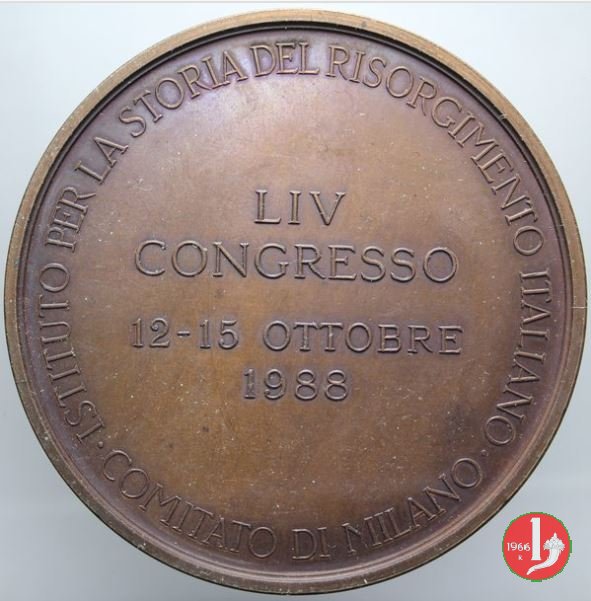 ISTITUTO PER LA STORIA DEL RISORGIMENTO ITALIANO ·
COMITATO DI MILANO ·
LIV
CONGRESSO
12-15 OTTOBRE
1988
1966
R